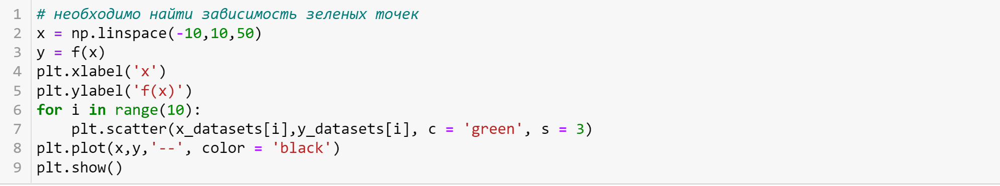 1 # необходимо найти зависимость зеленых точек
2 x = np.linspace(-10,10,50)
3 y = f(x)
4 plt.xlabel('x')
5 plt.ylabel('f(x)')
6 for i in range(10):
7     plt.scatter(x_datasets[i],y_datasets[i], c = 'green', s = 3)
8 plt.plot(x,y,'--', color = 'black')
9 plt.show()